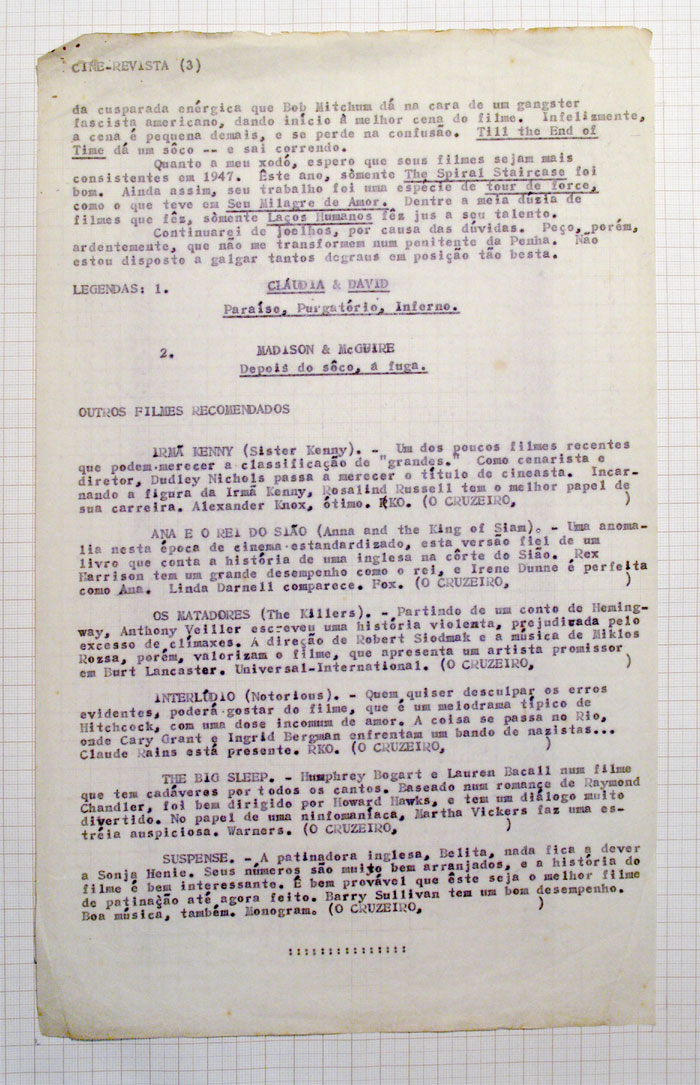 CINE-REVISTA (3)
da cusparada enérgica que Bob Mitchum dá na cara de um gangster
fascista americano, dando início à melhor cena do filme. Infelizmente,
a cena é pequena demais, e se perde na confusão. Till the End of
Time dá um sôco -- e sai correndo.
Quanto a meu xodó, espero que seus filmes sejam mais
consistentes em 1947. Êste ano, sòmente The Spiral Staircase foi
bom. Ainda assim, seu trabalho foi uma espécie de tour de force,
como o que teve em Seu Milagre de Amor. Dentre a meia dúzia de
filmes que fêz, sòmente Laços Humanos fêz jus a seu talento.
Continuarei de joelhos, por causa das dúvidas. Peço, porém,
ardentemente, que não me transformem num penitente da Penha. Não
estou disposto a galgar tantos degraus em posição tão besta.
LEGENDAS: 1. CLÁUDIA & DAVID
Paraíso, Purgatório, Inferno.
2. MADISON & McGUIRE
Depois do sôco, a fuga.
OUTROS FILMES RECOMENDADOS
IRMÃ KENNY (Sister Kenny). - Um dos poucos filmes recentes
que podem merecer a classificação de "grandes." Como cenarista e
diretor, Dudley Nichols passa a merecer o título de cineasta. Incar-
nando a figura da Irmã Kenny, Rosalind Russell tem o melhor papel de
sua carreira. Alexander Knox, ótimo. RKO. (O CRUZEIRO, )
ANA E O REI DO SIÃO (Anna and the King of Siam). - Uma anoma-
lia nesta época de cinema estandardizado, esta versão fiel de um
livro que conta a história de uma inglesa na côrte do Sião. Rex
Harrison tem um grande desempenho como o rei, e Irene Dunne é perfeita
como Ana. Linda Darnell comparece. Fox. (O CRUZEIRO, )
OS MATADORES (The Killers). - Partindo de um conto de Heming-
way, Anthony Veiller escreveu uma história violenta, prejudicada pelo
excesso de clímaxes. A direção de Robert Siodmak e a música de Miklos
Rozsa, porém, valorizam o filme, que apresenta um artista promissor
em Burt Lancaster. Universal-International. (O CRUZEIRO, )
INTERLÚDIO (Notorious). - Quem quiser desculpar os erros
evidentes, poderá gostar do filme, que é um melodrama típico de
Hitchcock, com uma dose incomum de amor. A coisa se passa no Rio,
onde Cary Grant e Ingrid Bergman enfrentam um bando de nazistas...
Claude Rains está presente. RKO. (O CRUZEIRO, )
THE BIG SLEEP. - Humphrey Bogart e Lauren Bacall num filme
que tem cadáveres por todos os cantos. Baseado num romance de Raymond
Chandler, foi bem dirigido por Howard Hawks, e tem um diálogo muito
divertido. No papel de uma ninfomaníaca, Martha Vickers faz uma es-
tréia auspiciosa. Warners. (O CRUZEIRO, )
SUSPENSE. - A patinadora inglesa, Belita, nada fica a dever
a Sonja Henie. Seus números são muito bem arranjados, e a história do
filme é bem interessante. É bem provável que êste seja o melhor filme
de patinação até agora feito. Barry Sullivan tem um bom desempenho.
Boa música, também. Monogram. (O CRUZEIRO, )
:::::::::::::::